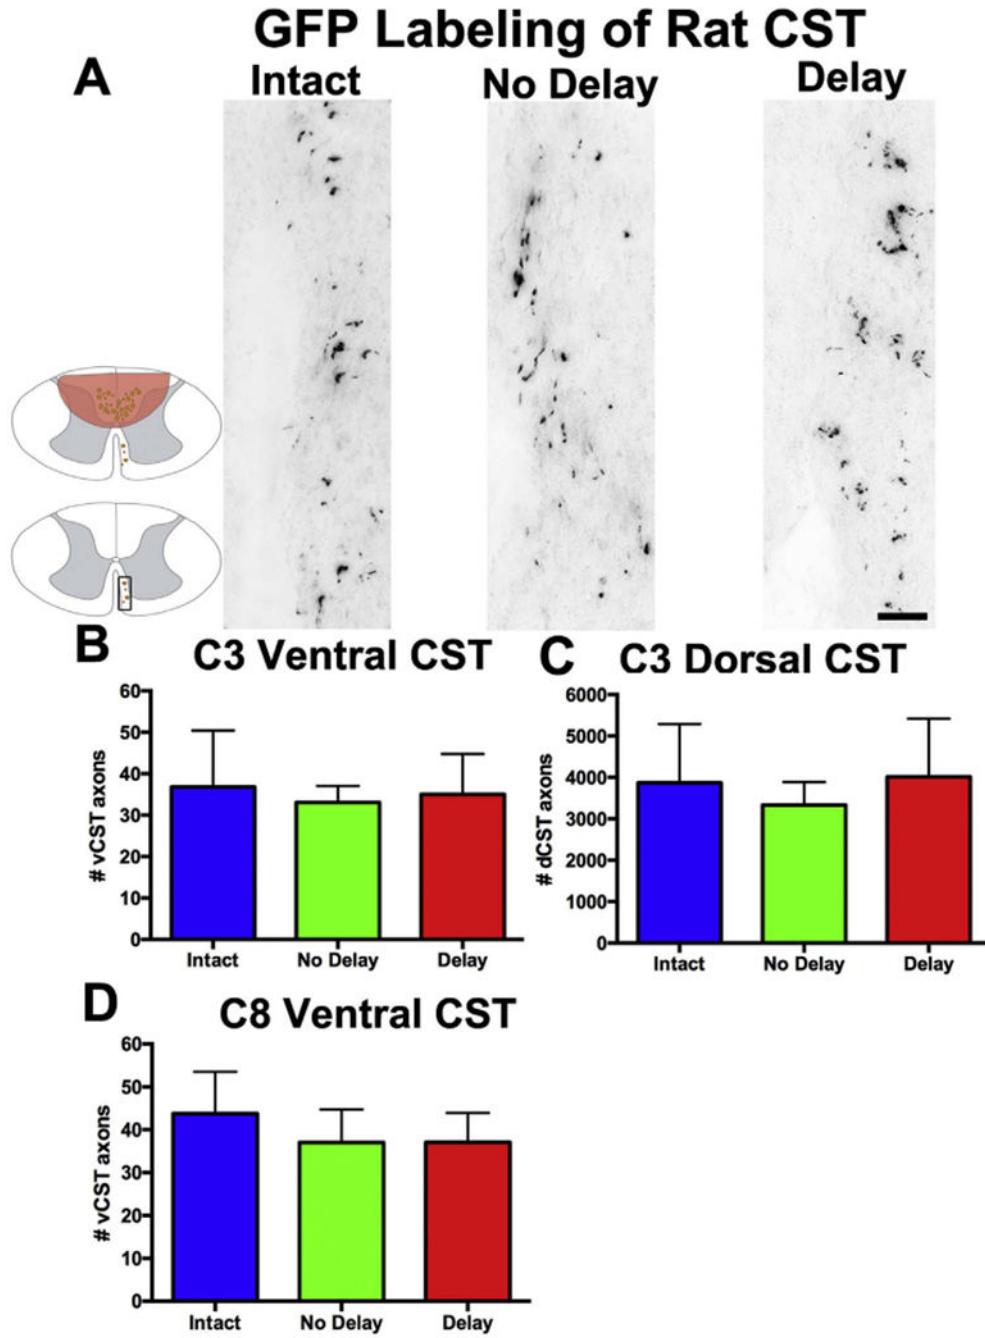 GFP Labeling of Rat CST
A
Intact
No Delay
Delay
B
C3 Ventral CST
# vCST axons
60
50
40
30
20
10
0
Intact
No Delay
Delay
C
C3 Dorsal CST
# dCST axons
6000
5000
4000
3000
2000
1000
0
Intact
No Delay
Delay
D
C8 Ventral CST
# vCST axons
60
50
40
30
20
10
0
Intact
No Delay
Delay